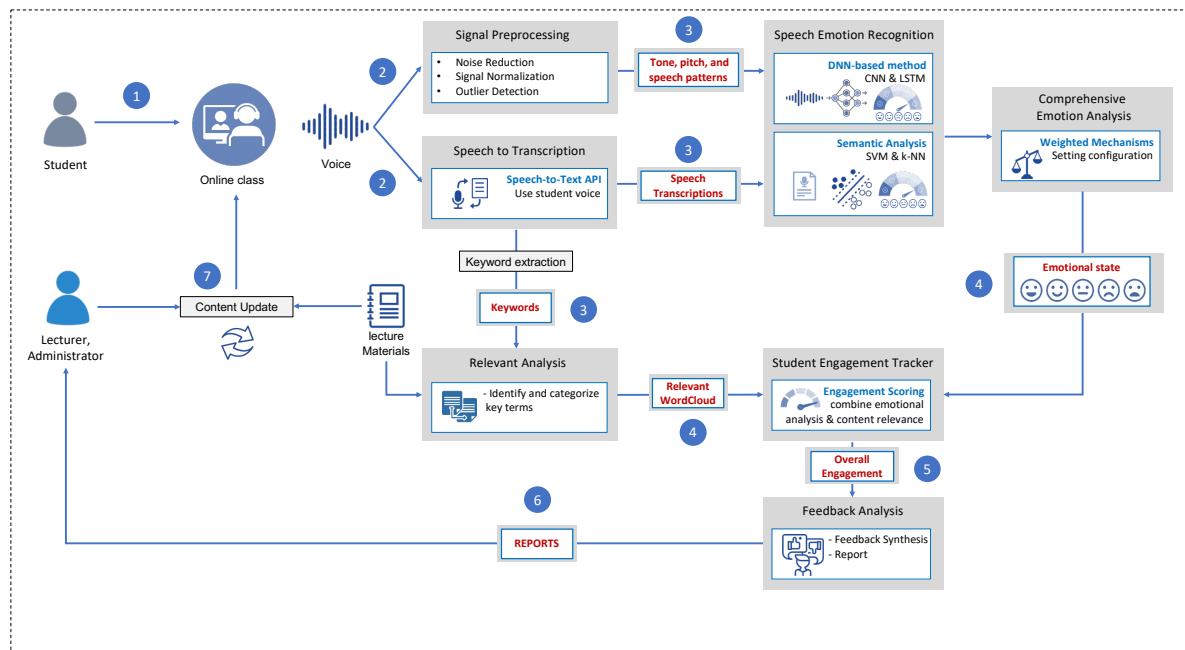 Signal Preprocessing
• Noise Reduction
• Signal Normalization
• Outlier Detection
3
Tone, pitch, and
speech patterns
Speech Emotion Recognition
DNN-based method
CNN & LSTM
Semantic Analysis
SVM & k-NN
Comprehensive
Emotion Analysis
Weighted Mechanisms
Setting configuration
1
Student
Online class
2
Voice
2
Speech to Transcription
Speech-to-Text API
Use student voice
3
Speech
Transcriptions
Keyword extraction
Keywords
3
4
Emotional state
7
Content Update
Lecturer,
Administrator
lecture
Materials
Relevant Analysis
- Identify and categorize
key terms
Relevant
WordCloud
4
Student Engagement Tracker
Engagement Scoring
combine emotional
analysis & content relevance
Overall
Engagement
5
6
REPORTS
Feedback Analysis
- Feedback Synthesis
- Report